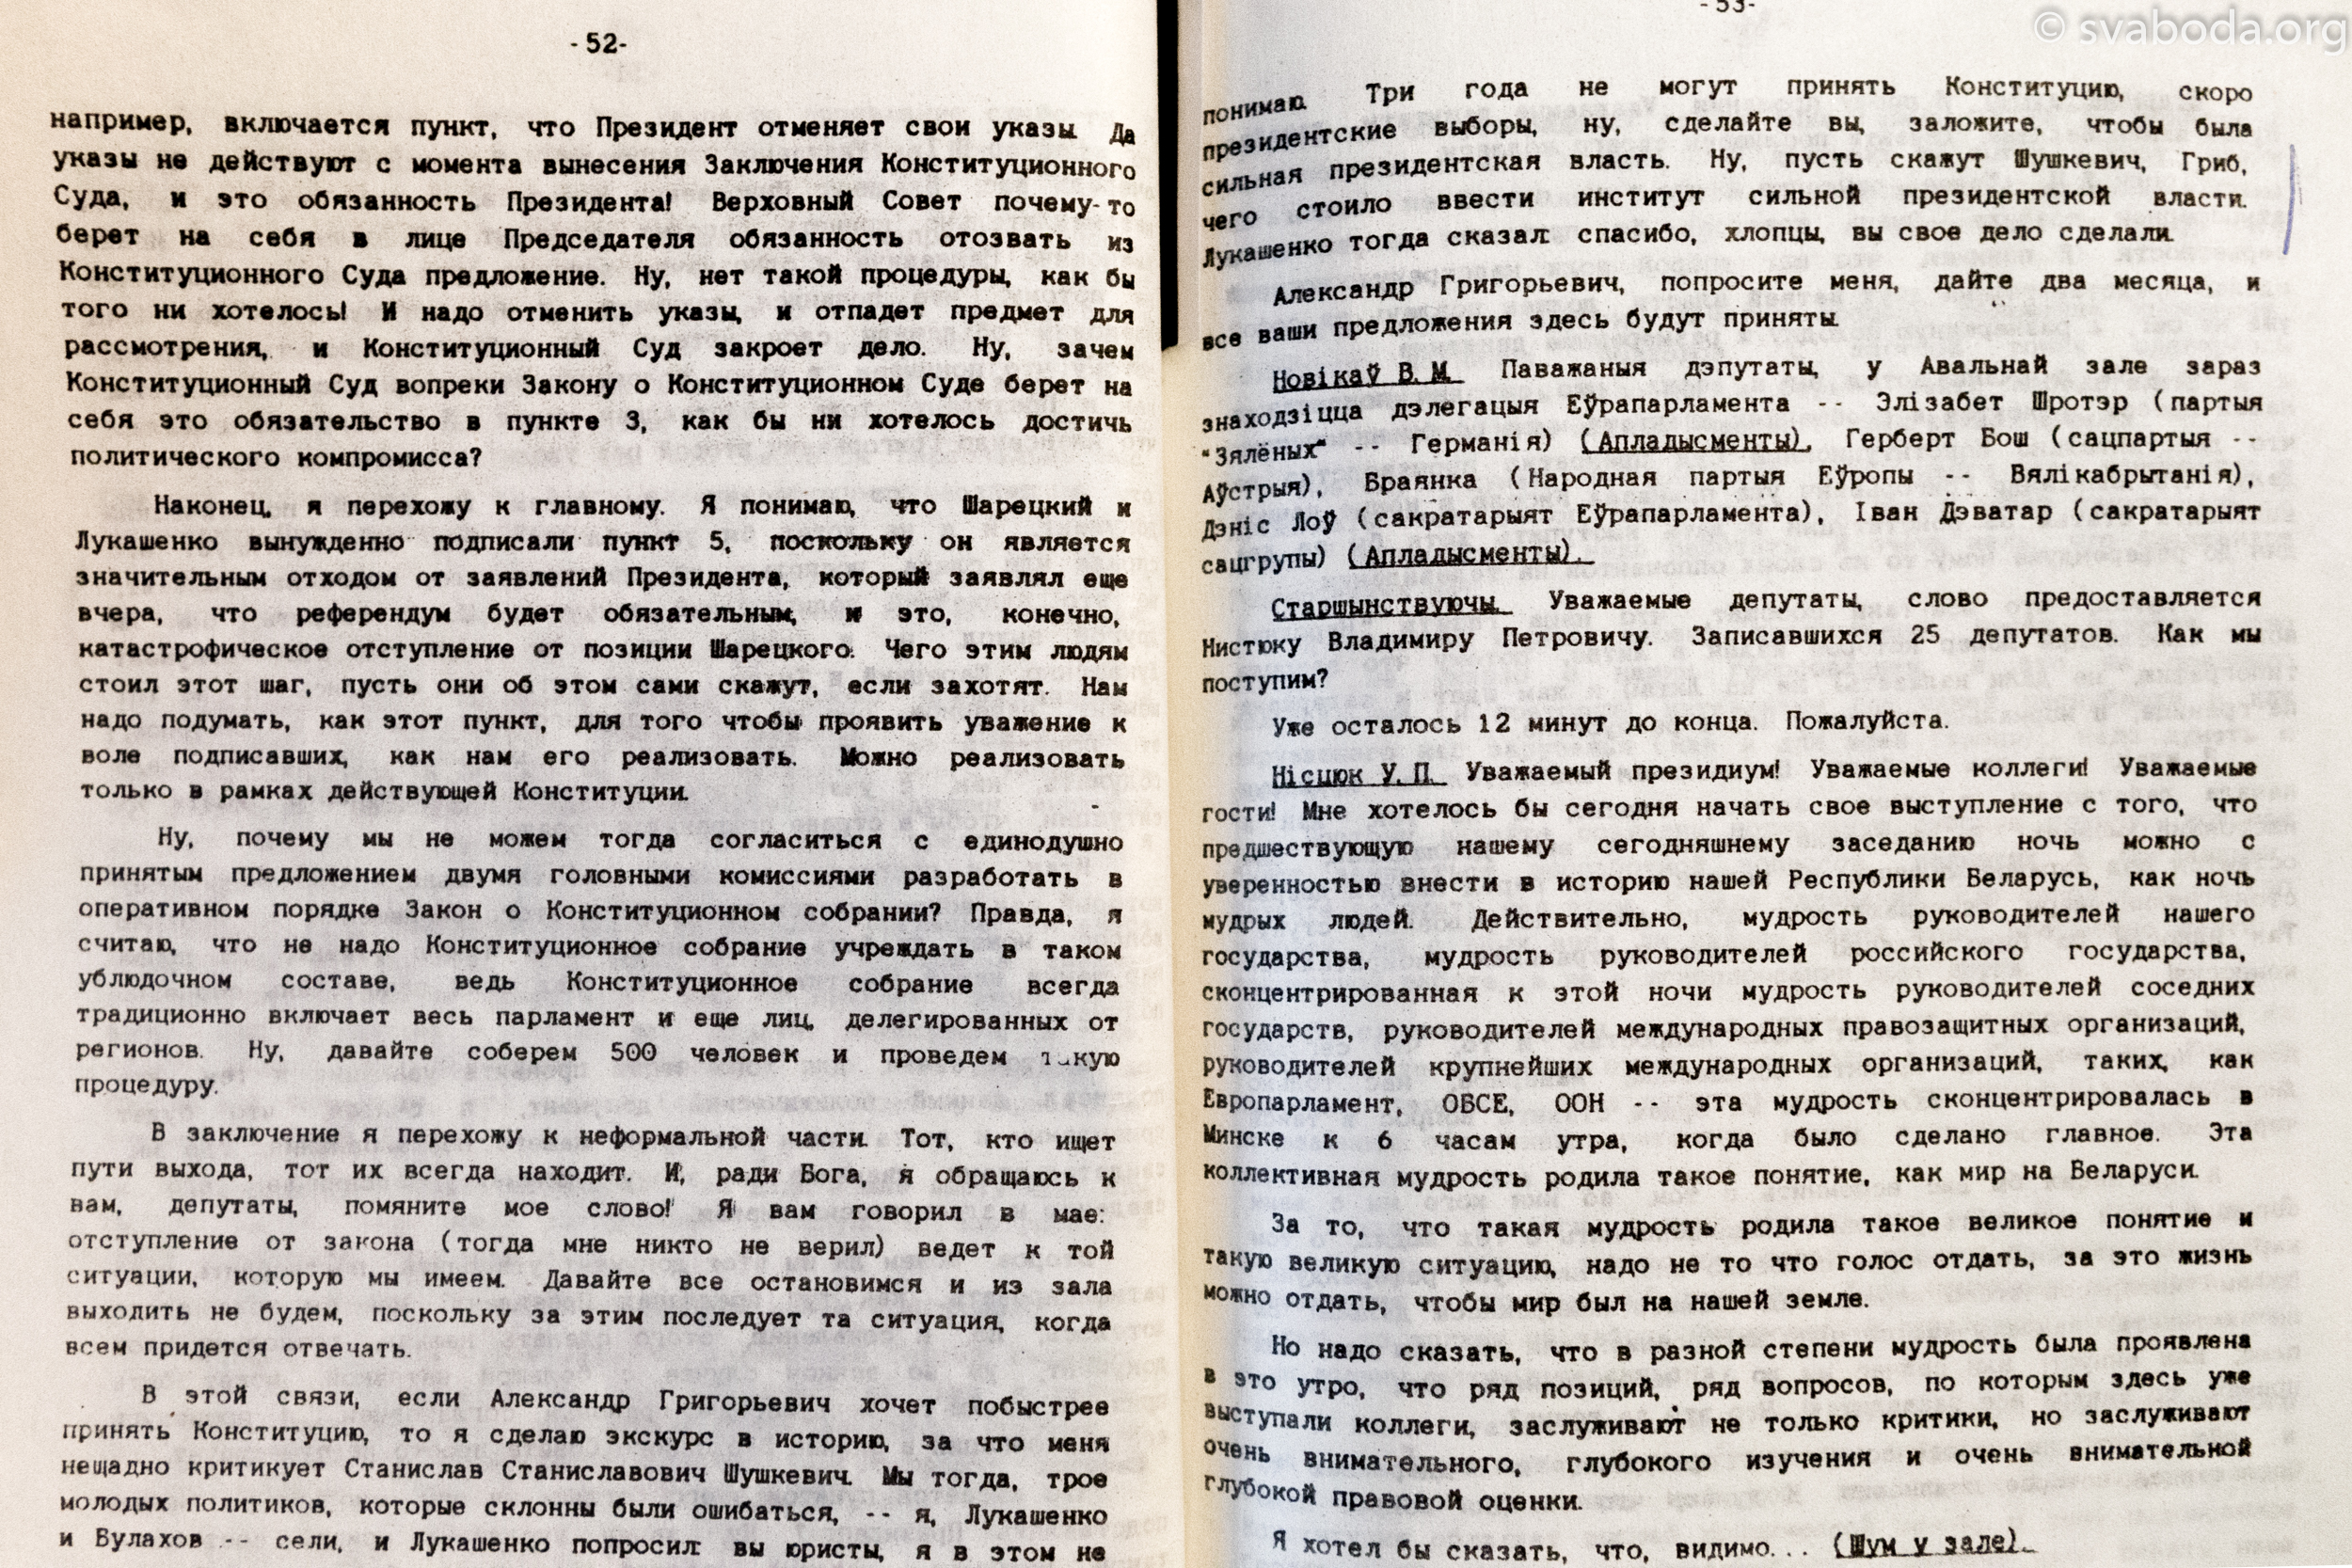 © svaboda.org
-52-
например, включается пункт, что Президент отменяет свои указы. Да
указы не действуют с момента вынесения Заключения Конституционного
Суда, и это обязанность Президента! Верховный Совет почему-то
берет на себя в лице Председателя обязанность отозвать из
Конституционного Суда предложение. Ну, нет такой процедуры, как бы
того ни хотелось! И надо отменить указы, и отпадет предмет для
рассмотрения, и Конституционный Суд закроет дело. Ну, зачем
Конституционный Суд вопреки Закону о Конституционном Суде берет на
себя это обязательство в пункте 3, как бы ни хотелось достичь
политического компромисса?
Наконец, я перехожу к главному. Я понимаю, что Шарецкий и
Лукашенко вынужденно подписали пункт 5, поскольку он является
значительным отходом от заявлений Президента, который заявлял еще
вчера, что референдум будет обязательным, и это, конечно,
катастрофическое отступление от позиции Шарецкого. Чего этим людям
стоил этот шаг, пусть они об этом сами скажут, если захотят. Нам
надо подумать, как этот пункт, для того чтобы проявить уважение к
воле подписавших, как нам его реализовать. Можно реализовать
только в рамках действующей Конституции.
Ну, почему мы не можем тогда согласиться с единодушно
принятым предложением двумя головными комиссиями разработать в
оперативном порядке Закон о Конституционном собрании? Правда, я
считаю, что не надо Конституционное собрание учреждать в таком
ублюдочном составе, ведь Конституционное собрание всегда
традиционно включает весь парламент и еще лиц, делегированных от
регионов. Ну, давайте соберем 500 человек и проведем такую
процедуру.
В заключение я перехожу к неформальной части. Тот, кто ищет
пути выхода, тот их всегда находит. И, ради Бога, я обращаюсь к
вам, депутаты, помяните мое слово! Я вам говорил в мае:
отступление от закона (тогда мне никто не верил) ведет к той
ситуации, которую мы имеем. Давайте все остановимся и из зала
выходить не будем, поскольку за этим последует та ситуация, когда
всем придется отвечать.
В этой связи, если Александр Григорьевич хочет побыстрее
принять Конституцию, то я сделаю экскурс в историю, за что меня
нещадно критикует Станислав Станиславович Шушкевич. Мы тогда, трое
молодых политиков, которые склонны были ошибаться, -- я, Лукашенко
и Булахов -- сели, и Лукашенко попросил: вы юристы, я в этом не
-53-
понимаю. Три года не могут принять Конституцию, скоро
президентские выборы, ну, сделайте вы, заложите, чтобы была
сильная президентская власть. Ну, пусть скажут Шушкевич, Гриб,
чего стоило ввести институт сильной президентской власти.
Лукашенко тогда сказал: спасибо, хлопцы, вы свое дело сделали.
Александр Григорьевич, попросите меня, дайте два месяца, и
все ваши предложения здесь будут приняты.
Новікаў В.М. Паважаныя дэпутаты, у Авальнай зале зараз
знаходзіцца дэлегацыя Еўрапарламента -- Элізабет Шротэр (партыя
"Зялёных" -- Германія) (Апладысменты), Герберт Бош (сацпартыя --
Аўстрыя), Браянка (Народная партыя Еўропы -- Вялікабрытанія),
Дэніс Лоў (сакратарыят Еўрапарламента), Іван Дэватар (сакратарыят
сацгрупы) (Апладысменты).
Старшынствуючы. Уважаемые депутаты, слово предоставляется
Нистюку Владимиру Петровичу. Записавшихся 25 депутатов. Как мы
поступим?
Уже осталось 12 минут до конца. Пожалуйста.
Нісцюк У.П. Уважаемый президиум! Уважаемые коллеги! Уважаемые
гости! Мне хотелось бы сегодня начать свое выступление с того, что
предшествующую нашему сегодняшнему заседанию ночь можно с
уверенностью внести в историю нашей Республики Беларусь, как ночь
мудрых людей. Действительно, мудрость руководителей нашего
государства, мудрость руководителей российского государства,
сконцентрированная к этой ночи мудрость руководителей соседних
государств, руководителей международных правозащитных организаций,
руководителей крупнейших международных организаций, таких, как
Европарламент, ОБСЕ, ООН -- эта мудрость сконцентрировалась в
Минске к 6 часам утра, когда было сделано главное. Эта
коллективная мудрость родила такое понятие, как мир на Беларуси.
За то, что такая мудрость родила такое великое понятие и
такую великую ситуацию, надо не то что голос отдать, за это жизнь
можно отдать, чтобы мир был на нашей земле.
Но надо сказать, что в разной степени мудрость была проявлена
в это утро, что ряд позиций, ряд вопросов, по которым здесь уже
выступали коллеги, заслуживают не только критики, но заслуживают
очень внимательного, глубокого изучения и очень внимательной
глубокой правовой оценки.
Я хотел бы сказать, что, видимо... (Шум у зале).